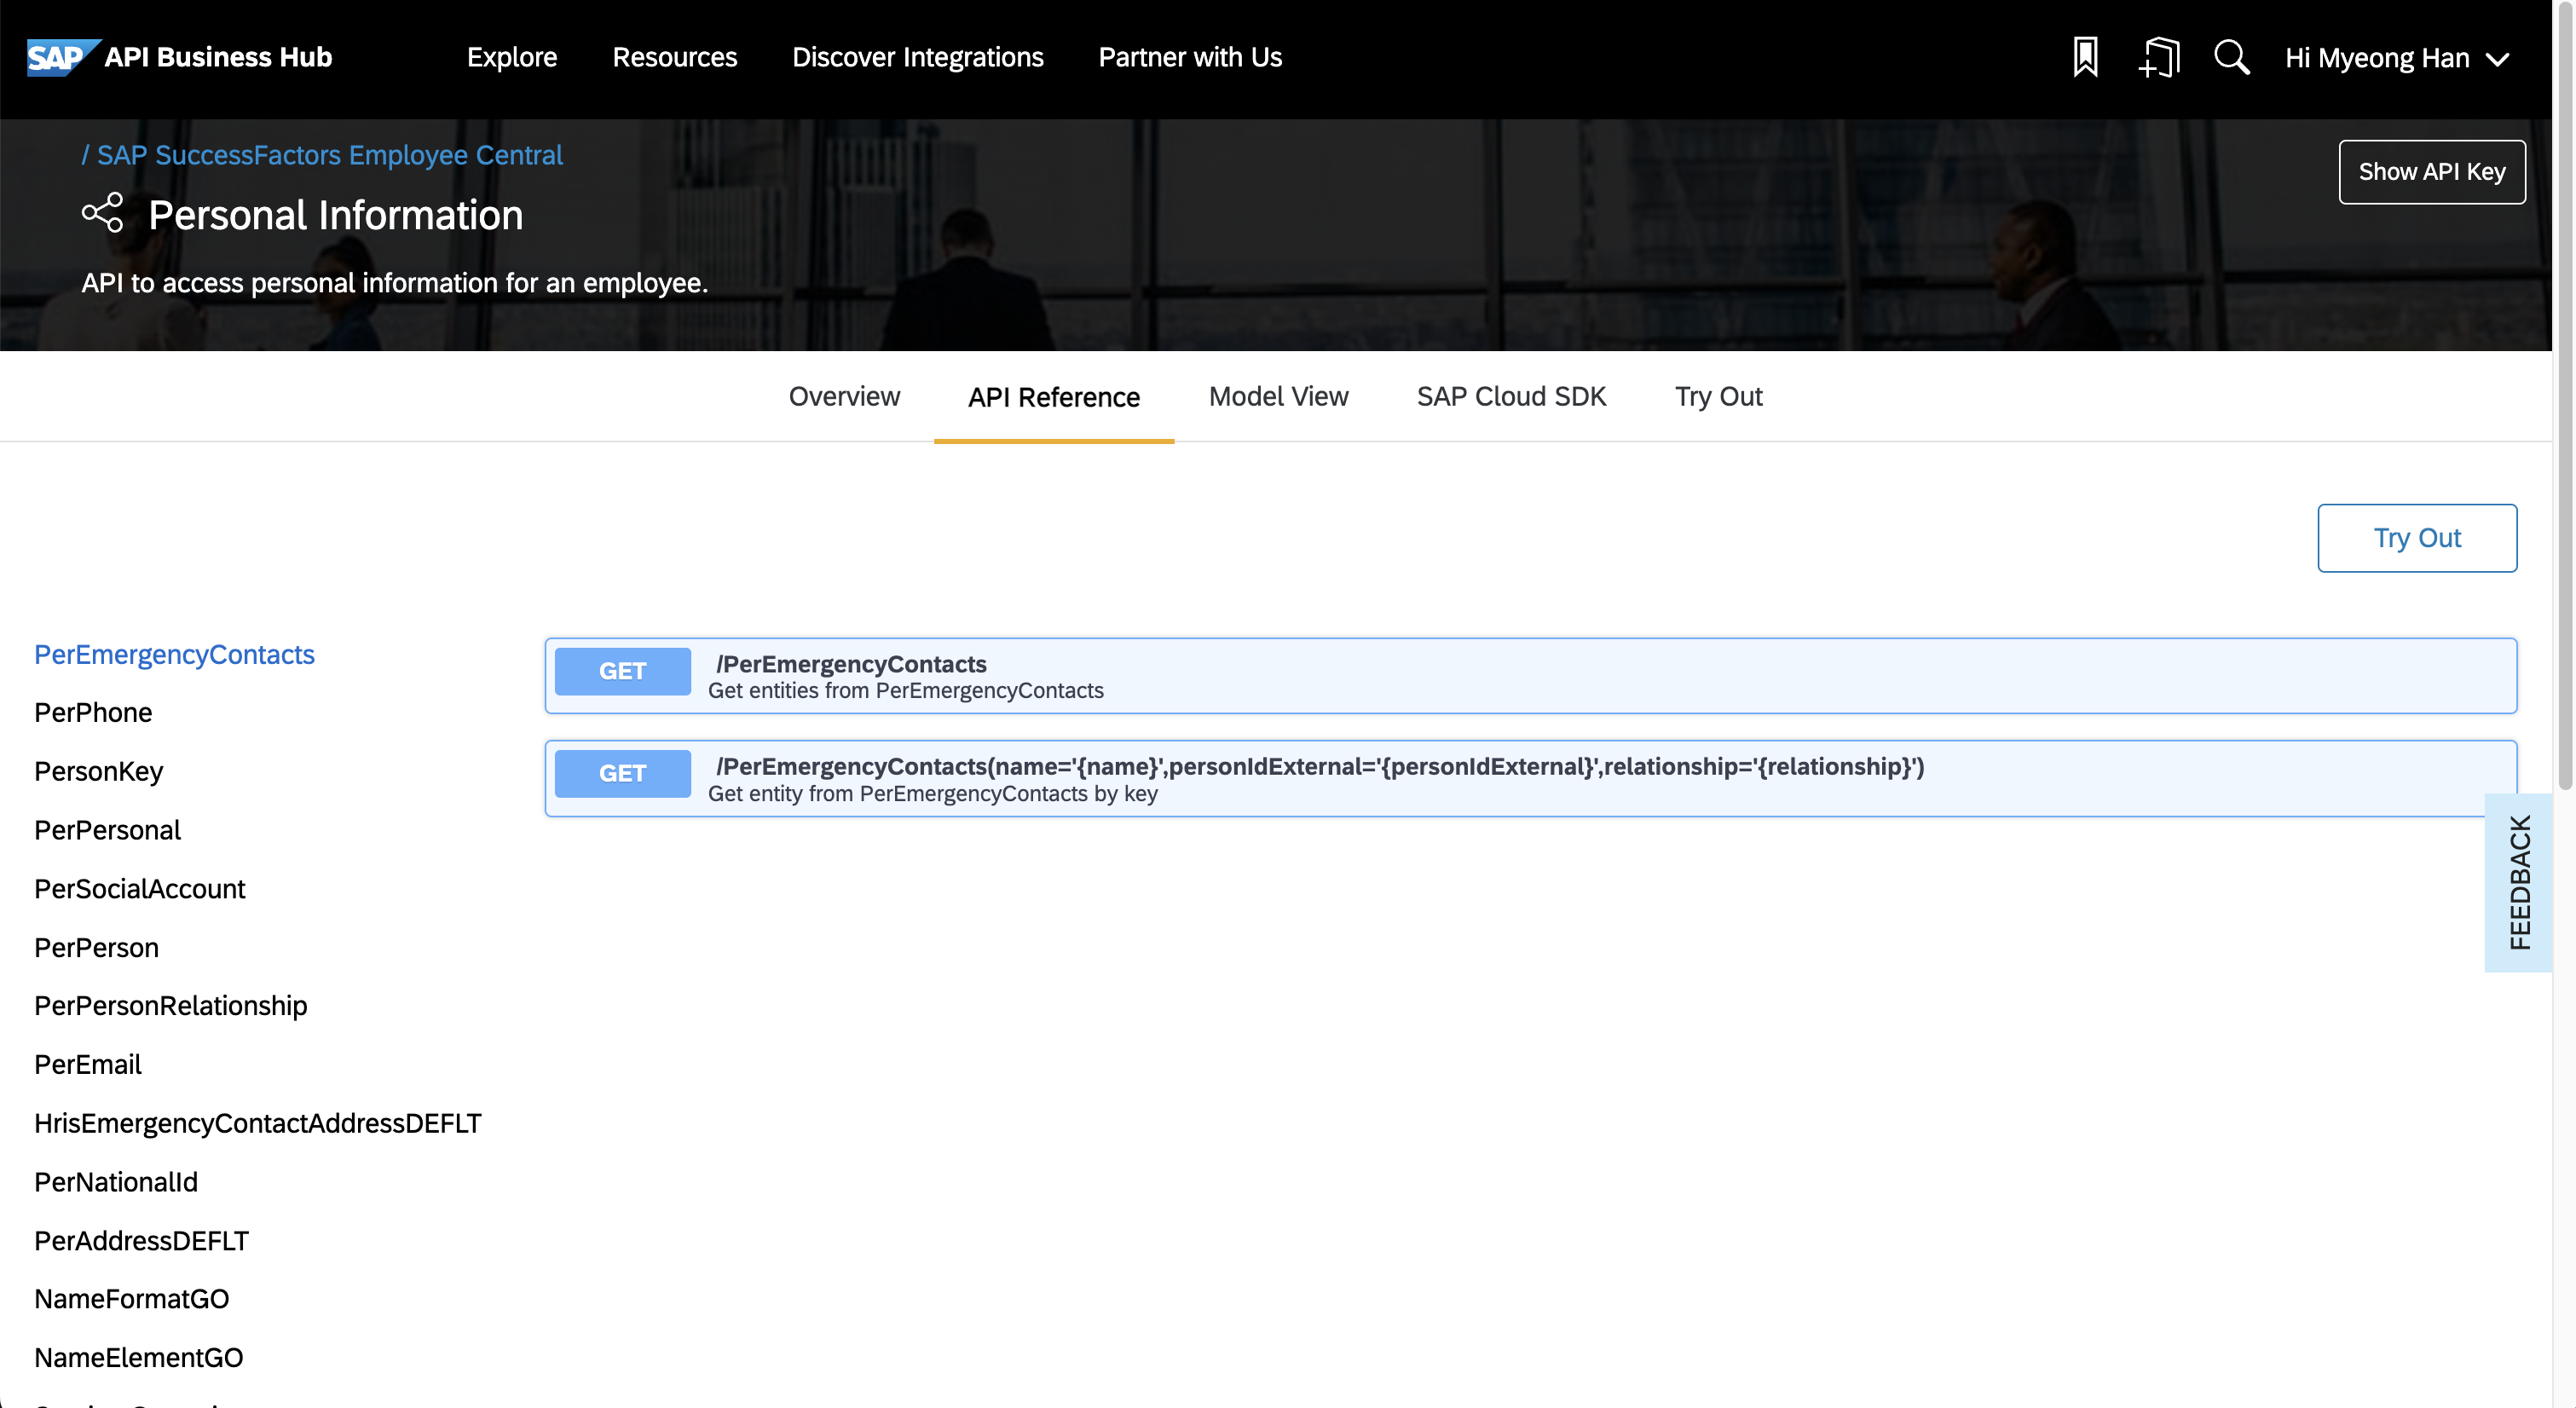 SAP API Business Hub
Explore
Resources
Discover Integrations
Partner with Us
Hi Myeong Han
/ SAP SuccessFactors Employee Central
Show API Key
Personal Information
API to access personal information for an employee.
Overview
API Reference
Model View
SAP Cloud SDK
Try Out
Try Out
PerEmergencyContacts
PerPhone
PersonKey
PerPersonal
PerSocialAccount
PerPerson
PerPersonRelationship
PerEmail
HrisEmergencyContactAddressDEFLT
PerNationalId
PerAddressDEFLT
NameFormatGO
NameElementGO
GET /PerEmergencyContacts
Get entities from PerEmergencyContacts
GET /PerEmergencyContacts(name='{name}',personIdExternal='{personIdExternal}',relationship='{relationship}')
Get entity from PerEmergencyContacts by key
FEEDBACK